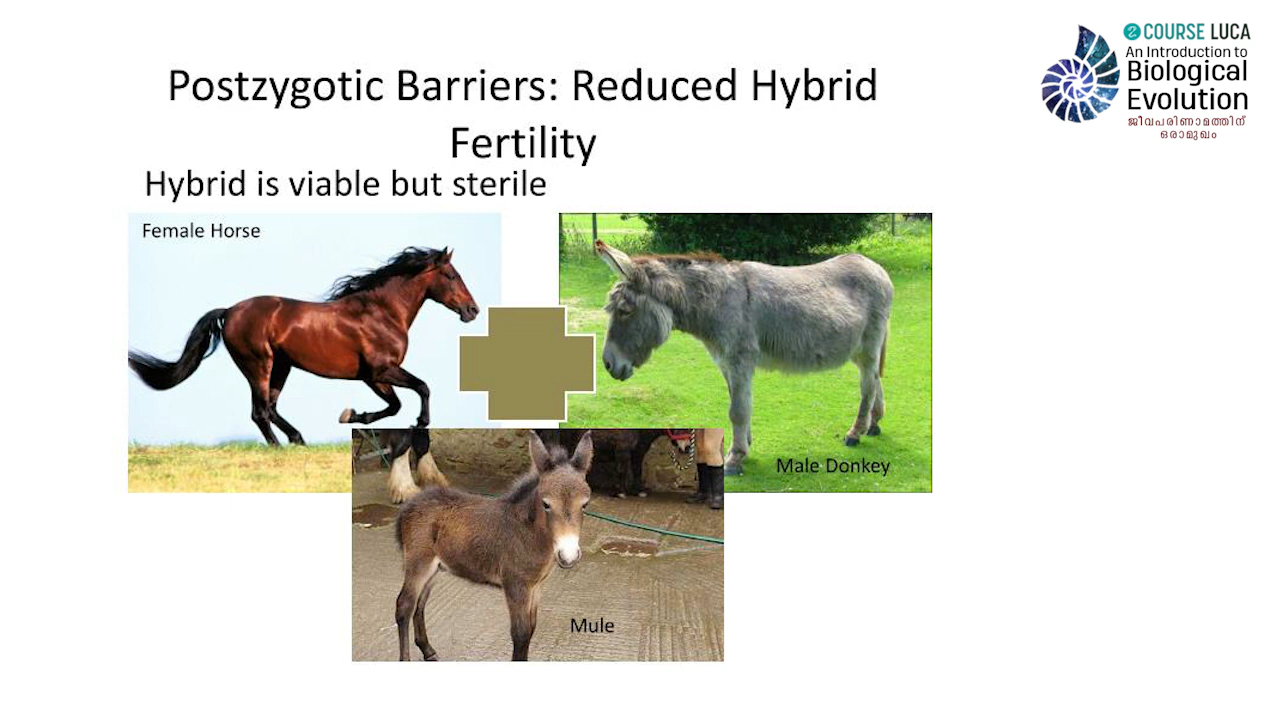 Postzygotic Barriers: Reduced Hybrid
Fertility
Hybrid is viable but sterile
Female Horse
Male Donkey
Mule
2 COURSE LUCA
An Introduction to
Biological
Evolution
ജീവപരിണാമത്തിന്
ഒരാമുഖം